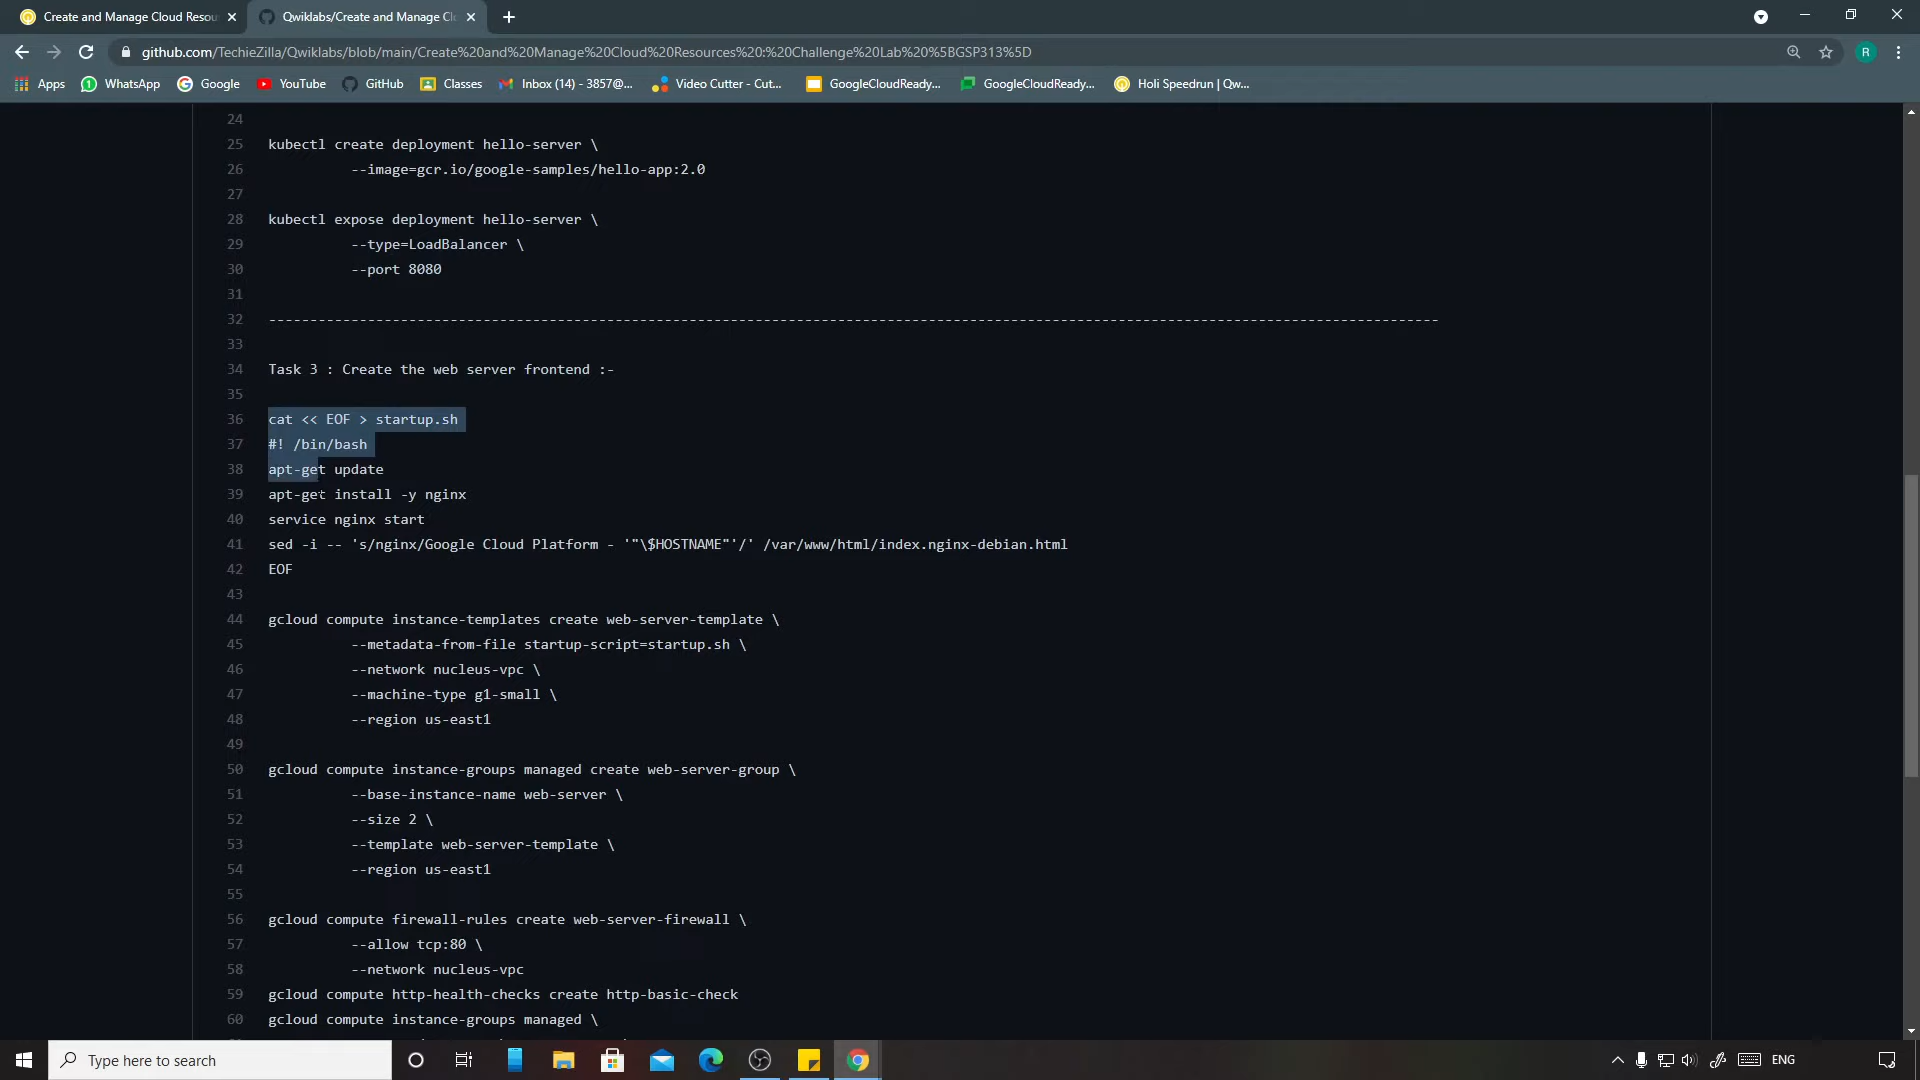 Create and Manage Cloud Resou
Qwiklabs/Create and Manage Cl
github.com/TechieZilla/Qwiklabs/blob/main/Create%20and%20Manage%20Cloud%20Resources%20:%20Challenge%20Lab%20%5BGSP313%5D
R
Apps WhatsApp Google YouTube GitHub Classes Inbox (14) - 3857@... Video Cutter - Cut... GoogleCloudReady... GoogleCloudReady... Holi Speedrun | Qw...
24
25 kubectl create deployment hello-server \
26 --image=gcr.io/google-samples/hello-app:2.0
27
28 kubectl expose deployment hello-server \
29 --type=LoadBalancer \
30 --port 8080
31
32 ----------------------------------------------------------------------------------------------------------------------------------------------
33
34 Task 3 : Create the web server frontend :-
35
36 cat << EOF > startup.sh
37 #! /bin/bash
38 apt-get update
39 apt-get install -y nginx
40 service nginx start
41 sed -i -- 's/nginx/Google Cloud Platform - '"\$HOSTNAME"'/' /var/www/html/index.nginx-debian.html
42 EOF
43
44 gcloud compute instance-templates create web-server-template \
45 --metadata-from-file startup-script=startup.sh \
46 --network nucleus-vpc \
47 --machine-type g1-small \
48 --region us-east1
49
50 gcloud compute instance-groups managed create web-server-group \
51 --base-instance-name web-server \
52 --size 2 \
53 --template web-server-template \
54 --region us-east1
55
56 gcloud compute firewall-rules create web-server-firewall \
57 --allow tcp:80 \
58 --network nucleus-vpc
59 gcloud compute http-health-checks create http-basic-check
60 gcloud compute instance-groups managed \
Type here to search
ENG